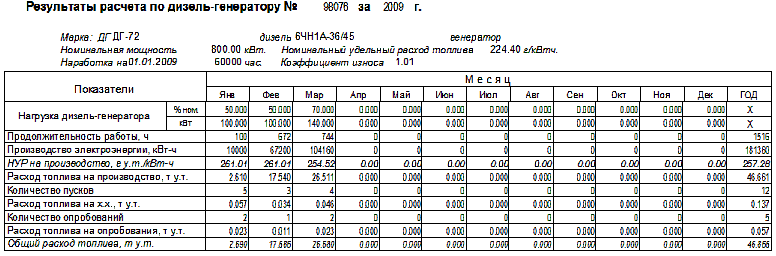 Результаты расчета по дизель-генератору № 98076 за 2009 г.
Марка: ДГ ДГ-72 дизель 6ЧН1А-36/45 генератор
Номинальная мощность 800.00 кВт. Номинальный удельный расход топлива 224.40 г/кВтч.
Наработка на 01.01.2009 60000 час. Коэффициент износа 1.01
Показатели Месяц
Янв Фев Мар Апр Май Июн Июл Авг Сен Окт Ноя Дек ГОД
Нагрузка дизель-генератора % ном. 50.000 50.000 70.000 0.000 0.000 0.000 0.000 0.000 0.000 0.000 0.000 0.000 X
кВт 100.000 100.000 140.000 0.000 0.000 0.000 0.000 0.000 0.000 0.000 0.000 0.000 X
Продолжительность работы, ч 100 672 744 0 0 0 0 0 0 0 0 0 1516
Производство электроэнергии, кВт-ч 10000 67200 104160 0 0 0 0 0 0 0 0 0 181360
НУР на производство, г у.т./кВт-ч 261.01 261.01 254.52 0.00 0.00 0.00 0.00 0.00 0.00 0.00 0.00 0.00 257.28
Расход топлива на производство, т у.т. 2.610 17.540 26.511 0.000 0.000 0.000 0.000 0.000 0.000 0.000 0.000 0.000 46.661
Количество пусков 5 3 4 0 0 0 0 0 0 0 0 0 12
Расход топлива на х.х., т у.т. 0.057 0.034 0.046 0.000 0.000 0.000 0.000 0.000 0.000 0.000 0.000 0.000 0.137
Количество опробований 2 1 2 0 0 0 0 0 0 0 0 0 5
Расход топлива на опробования, т у.т. 0.023 0.011 0.023 0.000 0.000 0.000 0.000 0.000 0.000 0.000 0.000 0.000 0.057
Общий расход топлива, т у.т. 2.690 17.585 26.580 0.000 0.000 0.000 0.000 0.000 0.000 0.000 0.000 0.000